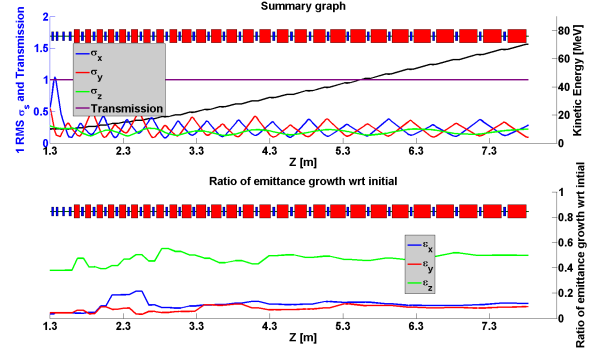 Summary graph
2
1.5
1
0.5
0
1 RMS σs and Transmission
80
60
40
20
0
Kinetic Energy [MeV]
σx
σy
σz
Transmission
1.3 2.3 3.3 4.3 5.3 6.3 7.3
Z [m]
Ratio of emittance growth wrt initial
1
0.8
0.6
0.4
0.2
0
Ratio of emittance growth wrt intial
εx
εy
εz
1.3 2.3 3.3 4.3 5.3 6.3 7.3
Z [m]